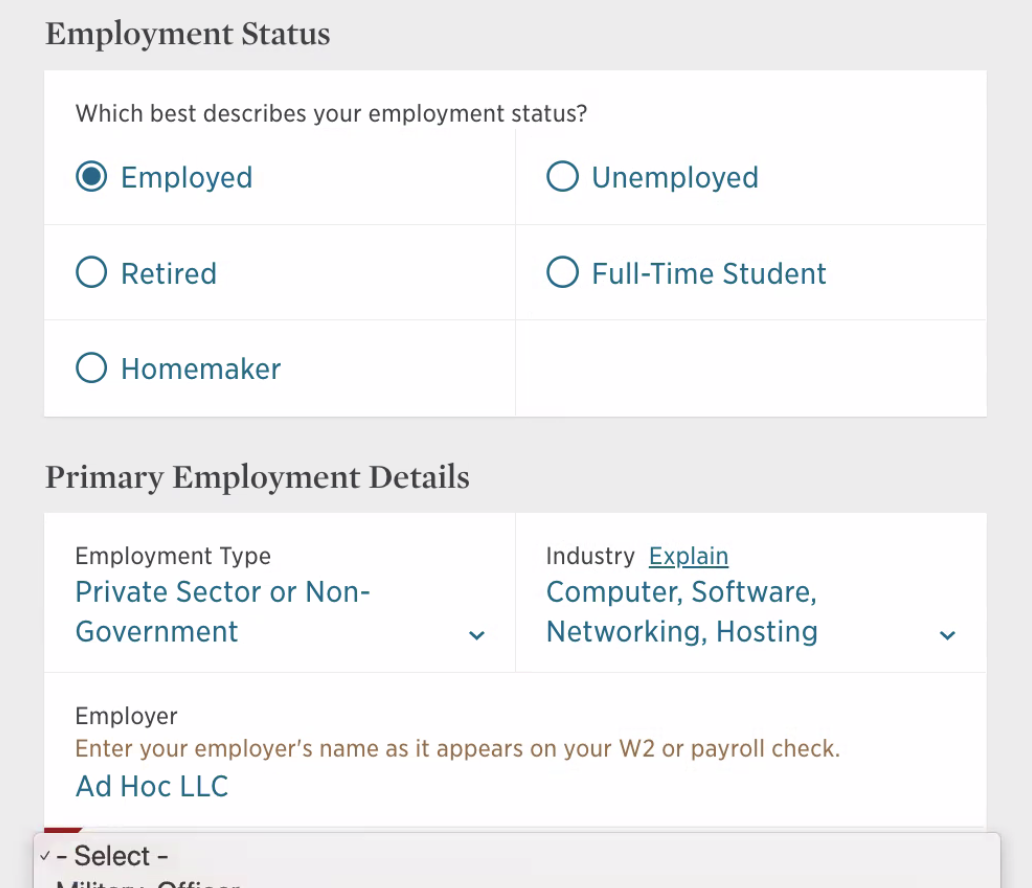 Employment Status
Which best describes your employment status?
Employed
Unemployed
Retired
Full-Time Student
Homemaker
Primary Employment Details
Employment Type
Private Sector or Non-
Government
Industry Explain
Computer, Software,
Networking, Hosting
Employer
Enter your employer's name as it appears on your W2 or payroll check.
Ad Hoc LLC
✓ - Select -
Military, Officer